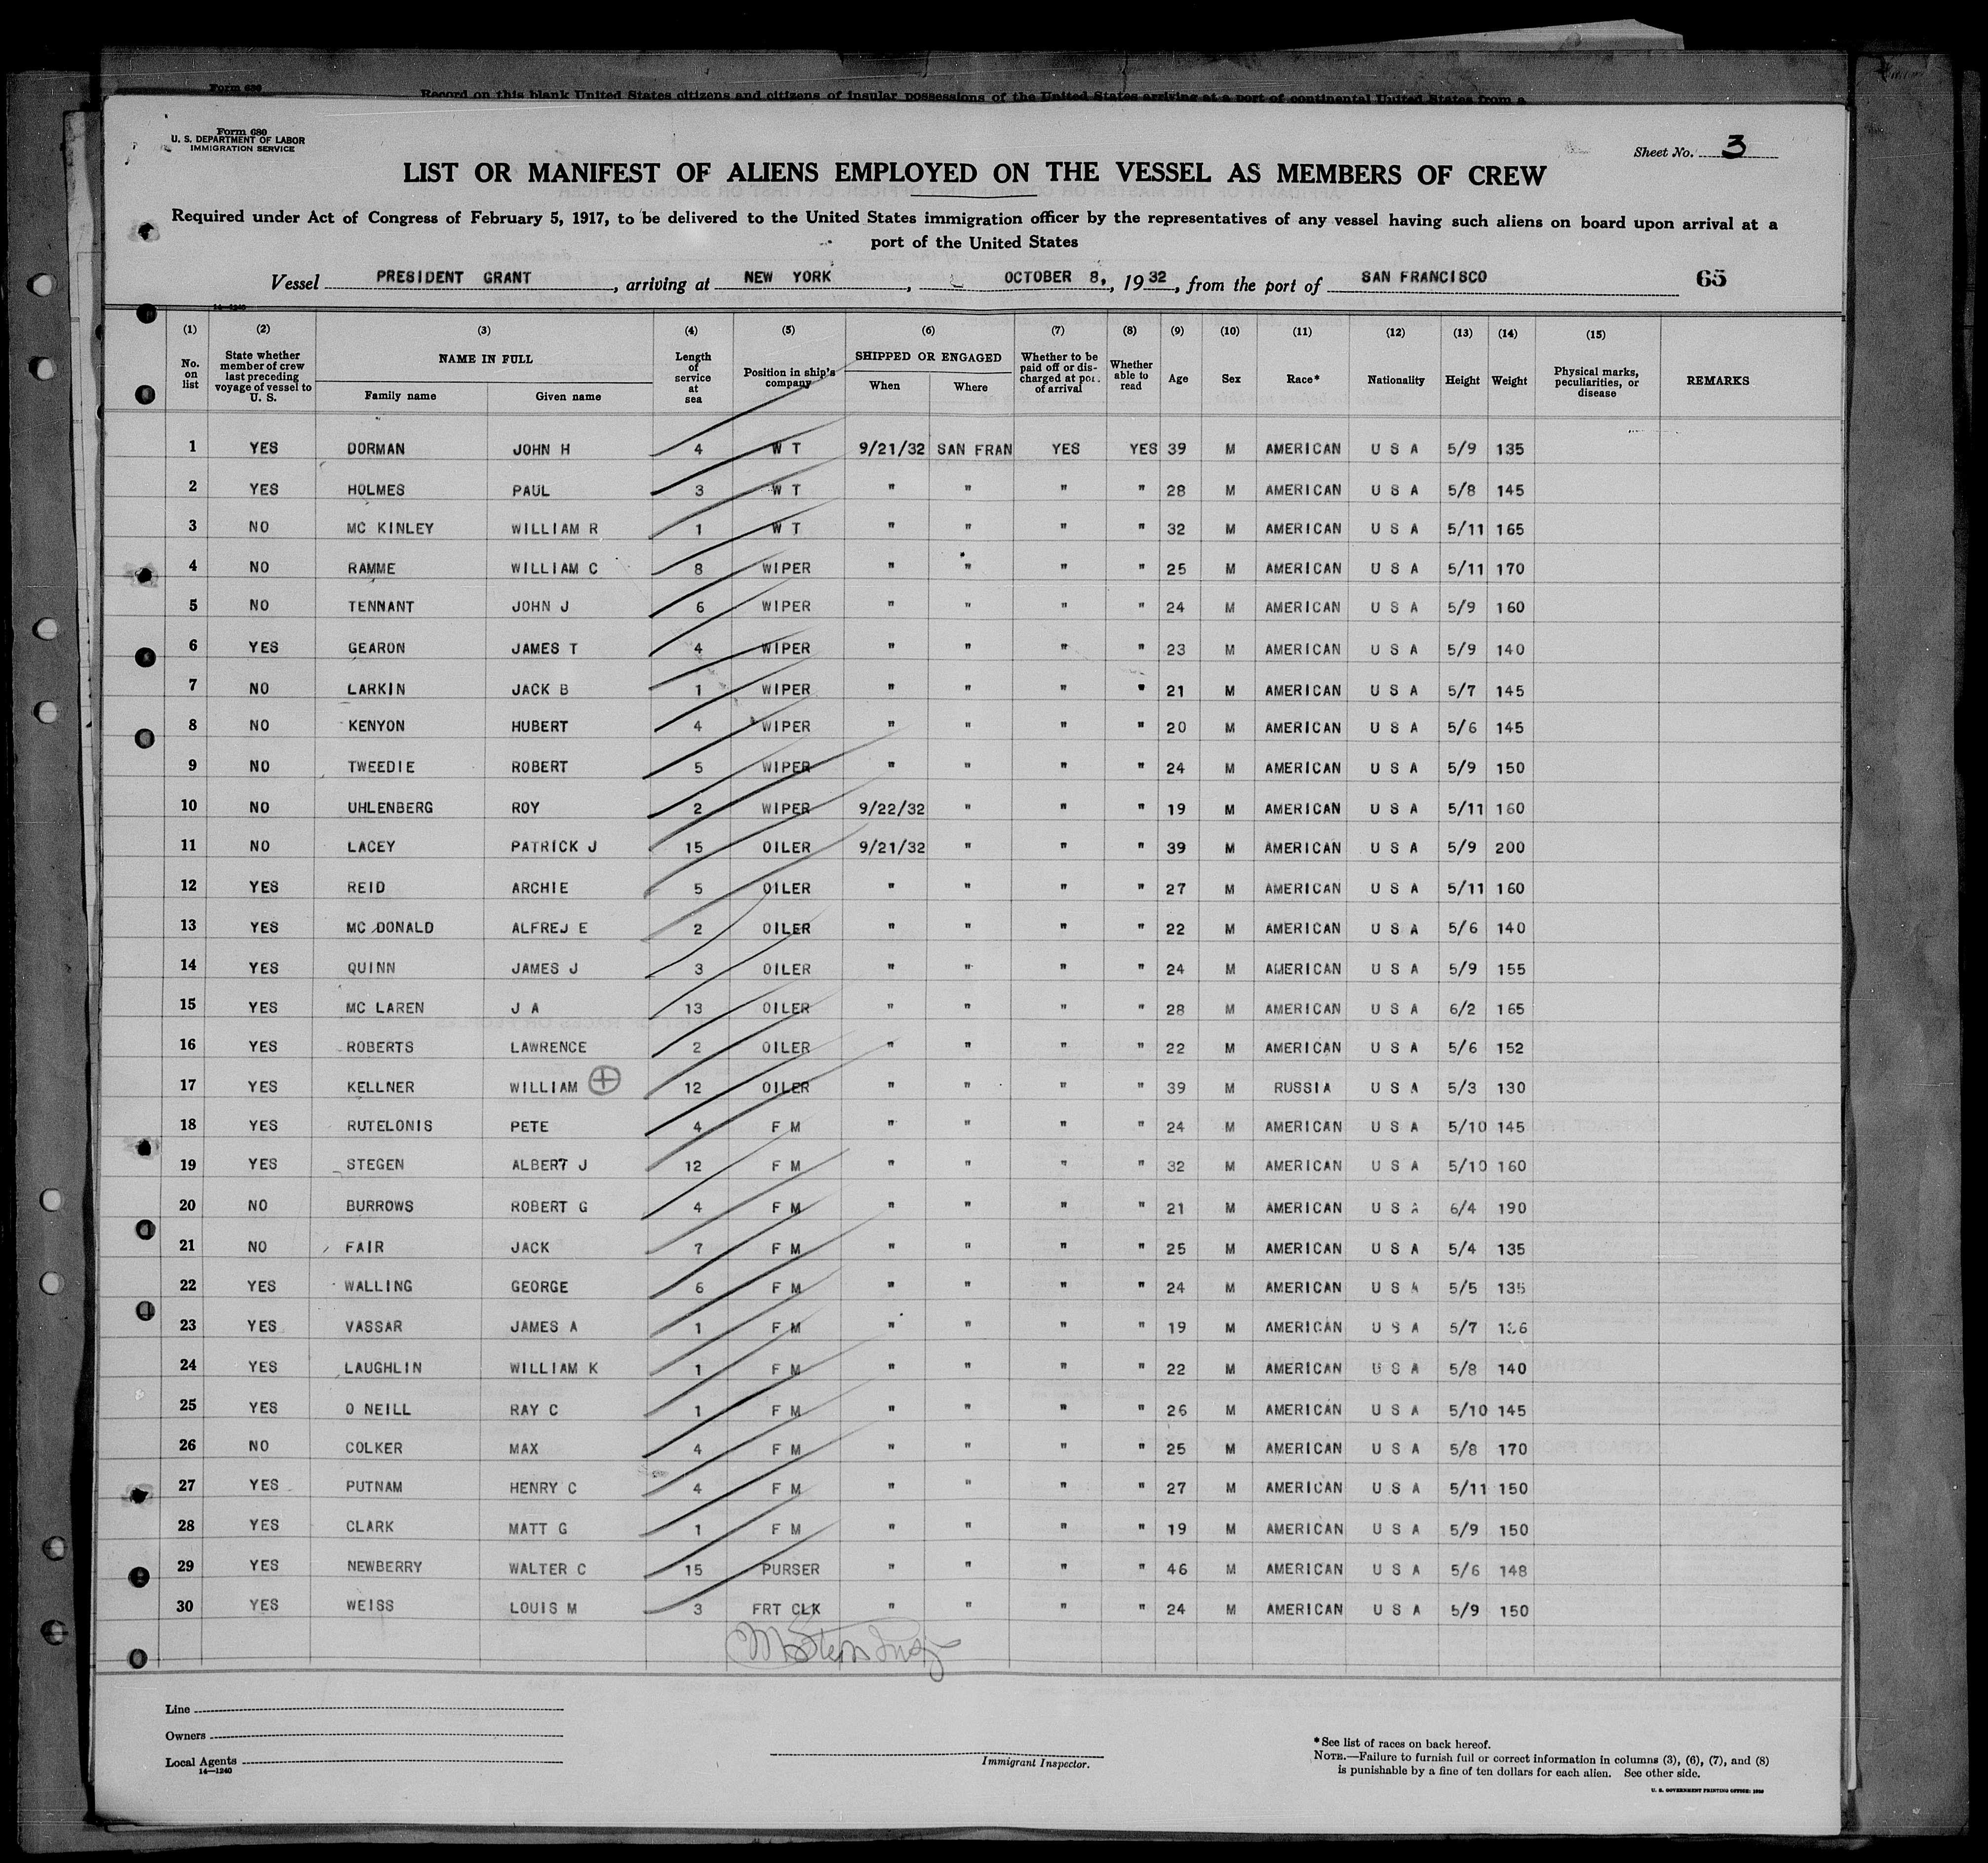 Form 630
Record on this blank United States citizens and citizens of insular possessions of the United States arriving at a port of continental United States from a
Form 680
U. S. DEPARTMENT OF LABOR
IMMIGRATION SERVICE
Sheet No. 3
LIST OR MANIFEST OF ALIENS EMPLOYED ON THE VESSEL AS MEMBERS OF CREW
Required under Act of Congress of February 5, 1917, to be delivered to the United States immigration officer by the representatives of any vessel having such aliens on board upon arrival at a
port of the United States
Vessel PRESIDENT GRANT, arriving at NEW YORK, OCTOBER 8, 1932, from the port of SAN FRANCISCO 65
14—1240
(1) (2) (3) (4) (5) (6) (7) (8) (9) (10) (11) (12) (13) (14) (15)
No. on list State whether member of crew last preceding voyage of vessel to U. S. NAME IN FULL Family name Given name Length of service at sea Position in ship's company SHIPPED OR ENGAGED When Where Whether to be paid off or discharged at port of arrival Whether able to read Age Sex Race* Nationality Height Weight Physical marks, peculiarities, or disease REMARKS
1 YES DORMAN JOHN H 4 W T 9/21/32 SAN FRAN YES YES 39 M AMERICAN U S A 5/9 135
2 YES HOLMES PAUL 3 W T " " " " 28 M AMERICAN U S A 5/8 145
3 NO MC KINLEY WILLIAM R 1 W T " " " " 32 M AMERICAN U S A 5/11 165
4 NO RAMME WILLIAM C 8 WIPER " " " " 25 M AMERICAN U S A 5/11 170
5 NO TENNANT JOHN J 6 WIPER " " " " 24 M AMERICAN U S A 5/9 160
6 YES GEARON JAMES T 4 WIPER " " " " 23 M AMERICAN U S A 5/9 140
7 NO LARKIN JACK B 1 WIPER " " " " 21 M AMERICAN U S A 5/7 145
8 NO KENYON HUBERT 4 WIPER " " " " 20 M AMERICAN U S A 5/6 145
9 NO TWEEDIE ROBERT 5 WIPER " " " " 24 M AMERICAN U S A 5/9 150
10 NO UHLENBERG ROY 2 WIPER 9/22/32 " " " 19 M AMERICAN U S A 5/11 160
11 NO LACEY PATRICK J 15 OILER 9/21/32 " " " 39 M AMERICAN U S A 5/9 200
12 YES REID ARCHIE 5 OILER " " " " 27 M AMERICAN U S A 5/11 160
13 YES MC DONALD ALFREJ E 2 OILER " " " " 22 M AMERICAN U S A 5/6 140
14 YES QUINN JAMES J 3 OILER " " " " 24 M AMERICAN U S A 5/9 155
15 YES MC LAREN J A 13 OILER " " " " 28 M AMERICAN U S A 6/2 165
16 YES ROBERTS LAWRENCE 2 OILER " " " " 22 M AMERICAN U S A 5/6 152
17 YES KELLNER WILLIAM 12 OILER " " " " 39 M RUSSIA U S A 5/3 130
18 YES RUTELONIS PETE 4 F M " " " " 24 M AMERICAN U S A 5/10 145
19 YES STEGEN ALBERT J 12 F M " " " " 32 M AMERICAN U S A 5/10 160
20 NO BURROWS ROBERT G 4 F M " " " " 21 M AMERICAN U S A 6/4 190
21 NO FAIR JACK 7 F M " " " " 25 M AMERICAN U S A 5/4 135
22 YES WALLING GEORGE 6 F M " " " " 24 M AMERICAN U S A 5/5 135
23 YES VASSAR JAMES A 1 F M " " " " 19 M AMERICAN U S A 5/7
24 YES LAUGHLIN WILLIAM K 1 F M " " " " 22 M AMERICAN U S A 5/8 140
25 YES O NEILL RAY C 1 F M " " " " 26 M AMERICAN U S A 5/10 145
26 NO COLKER MAX 4 F M " " " " 25 M AMERICAN U S A 5/8 170
27 YES PUTNAM HENRY C 4 F M " " " " 27 M AMERICAN U S A 5/11 150
28 YES CLARK MATT G 1 F M " " " " 19 M AMERICAN U S A 5/9 150
29 YES NEWBERRY WALTER C 15 PURSER " " " " 46 M AMERICAN U S A 5/6 148
30 YES WEISS LOUIS M 3 FRT CLK " " " " 24 M AMERICAN U S A 5/9 150
Line
Owners
Local Agents
14—1240
Immigrant Inspector.
*See list of races on back hereof.
NOTE.—Failure to furnish full or correct information in columns (3), (6), (7), and (8)
is punishable by a fine of ten dollars for each alien. See other side.
U. S. GOVERNMENT PRINTING OFFICE: